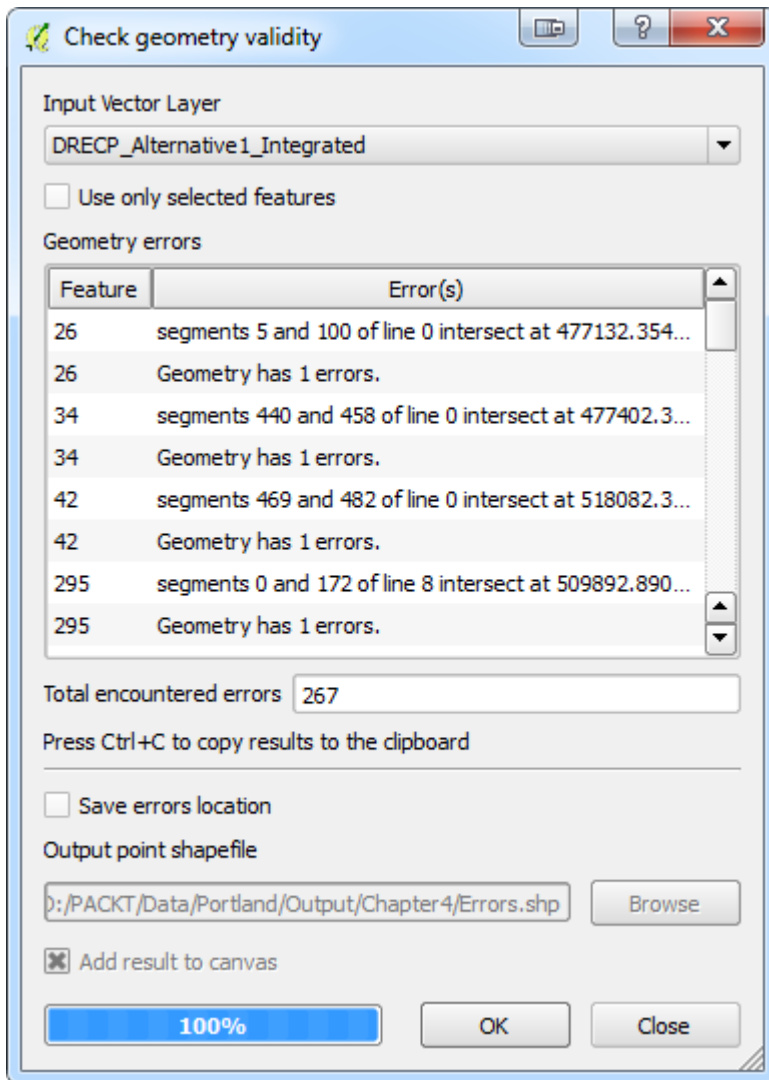 Check geometry validity
Input Vector Layer
DRECP_Alternative1_Integrated
Use only selected features
Geometry errors
Feature Error(s)
26 segments 5 and 100 of line 0 intersect at 477132.354...
26 Geometry has 1 errors.
34 segments 440 and 458 of line 0 intersect at 477402.3...
34 Geometry has 1 errors.
42 segments 469 and 482 of line 0 intersect at 518082.3...
42 Geometry has 1 errors.
295 segments 0 and 172 of line 8 intersect at 509892.890...
295 Geometry has 1 errors.
Total encountered errors 267
Press Ctrl+C to copy results to the clipboard
Save errors location
Output point shapefile
):/PACKT/Data/Portland/Output/Chapter4/Errors.shp Browse
Add result to canvas
100% OK Close